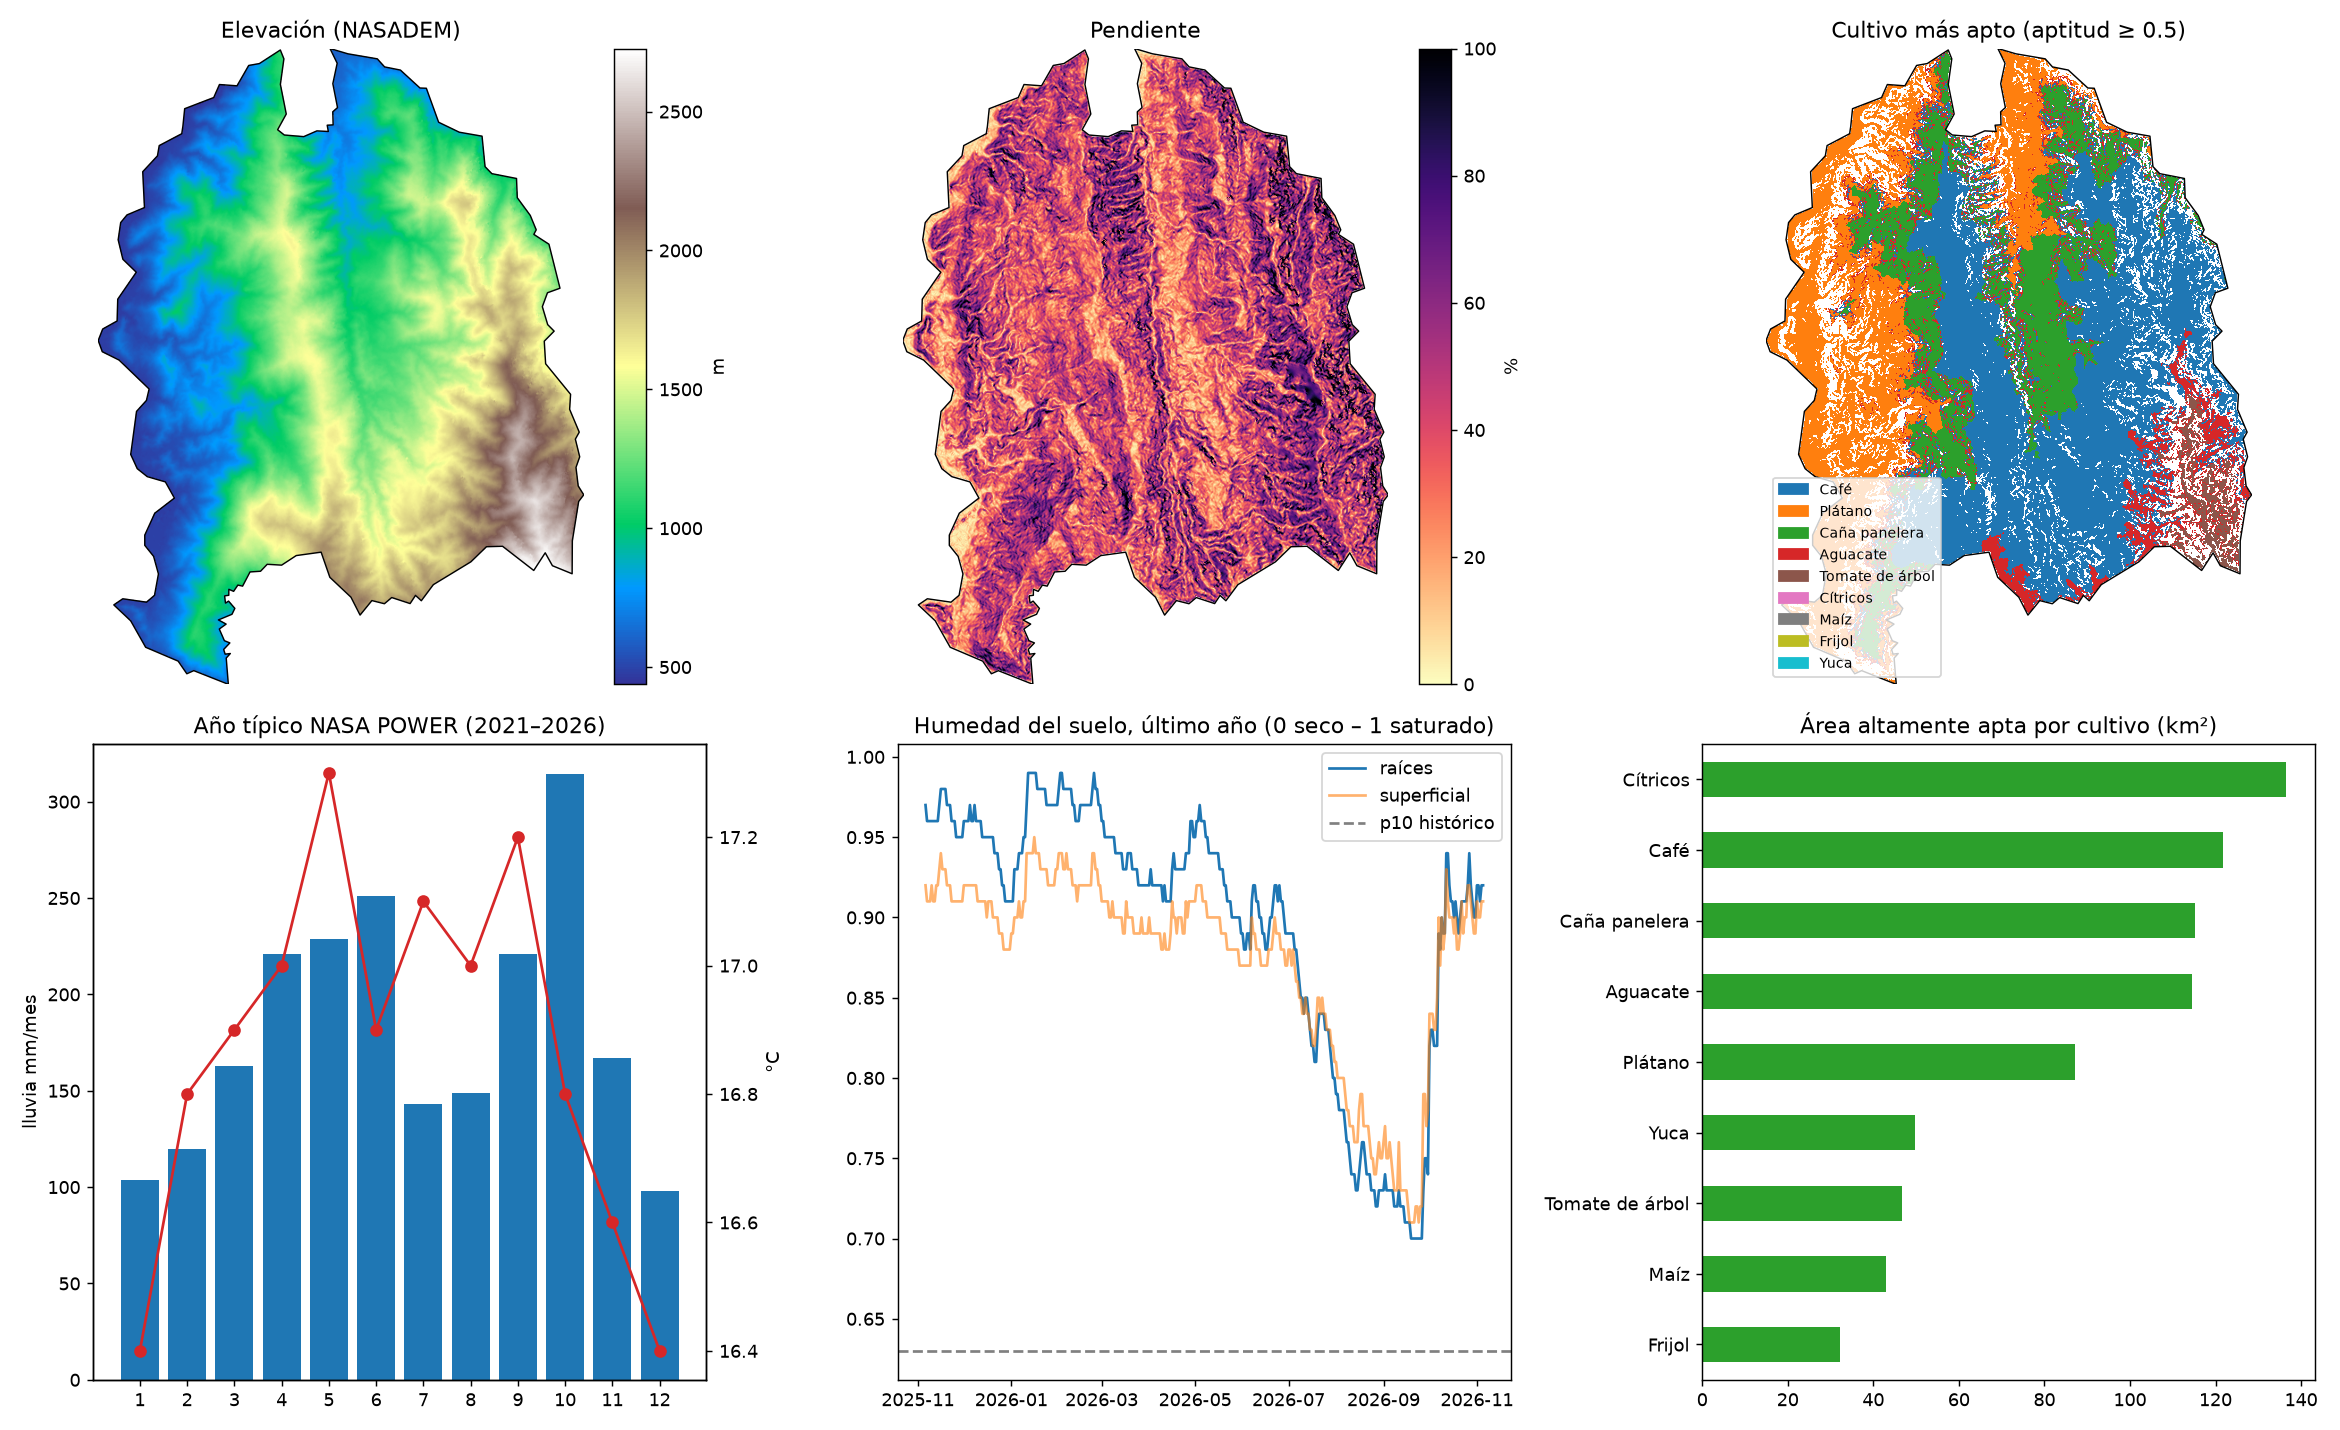 Elevación (NASADEM)
2500
2000
1500
1000
500
m
Pendiente
100
80
60
40
20
0
%
Cultivo más apto (aptitud ≥ 0.5)
Café
Plátano
Caña panelera
Aguacate
Tomate de árbol
Cítricos
Maíz
Frijol
Yuca
Año típico NASA POWER (2021–2026)
lluvia mm/mes
300
250
200
150
100
50
0
1 2 3 4 5 6 7 8 9 10 11 12
17.2
17.0
16.8
16.6
16.4
°C
Humedad del suelo, último año (0 seco – 1 saturado)
1.00
0.95
0.90
0.85
0.80
0.75
0.70
0.65
raíces
superficial
p10 histórico
2025-11 2026-01 2026-03 2026-05 2026-07 2026-09 2026-11
Área altamente apta por cultivo (km²)
Cítricos
Café
Caña panelera
Aguacate
Plátano
Yuca
Tomate de árbol
Maíz
Frijol
0 20 40 60 80 100 120 140